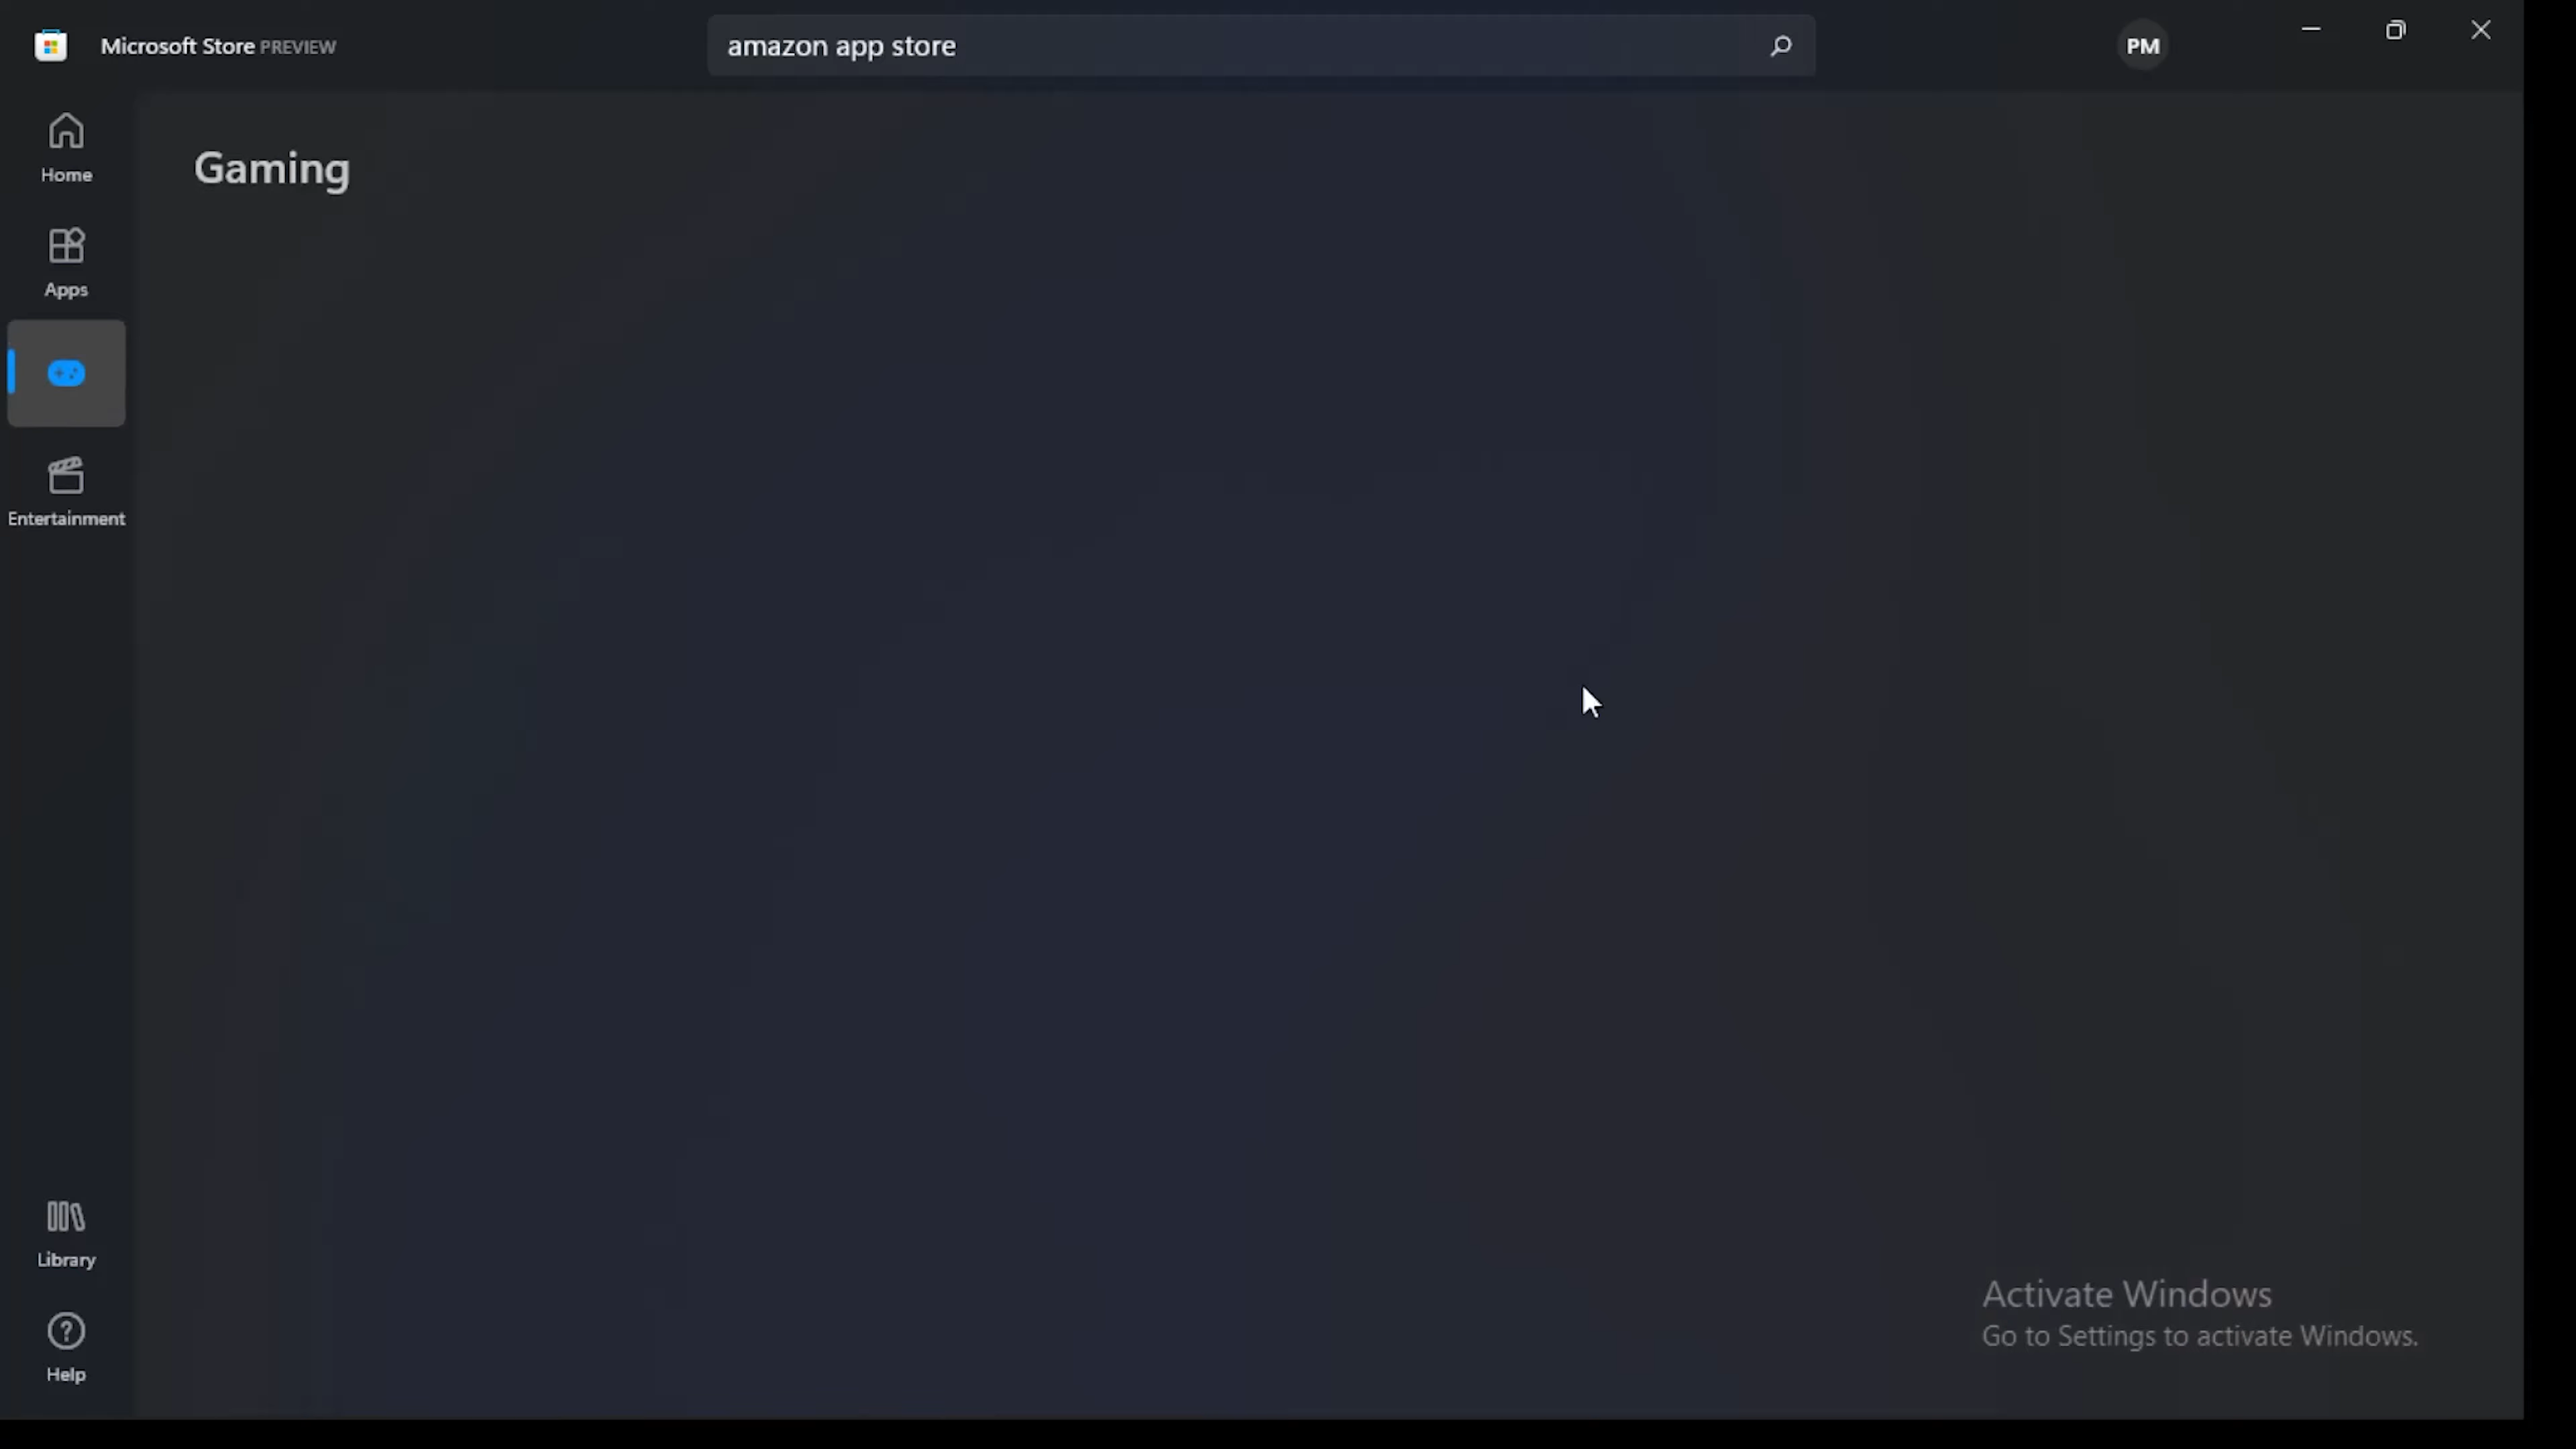 Microsoft Store PREVIEW
amazon app store
PM
Home
Apps
Entertainment
Library
Help
Gaming
Activate Windows
Go to Settings to activate Windows.